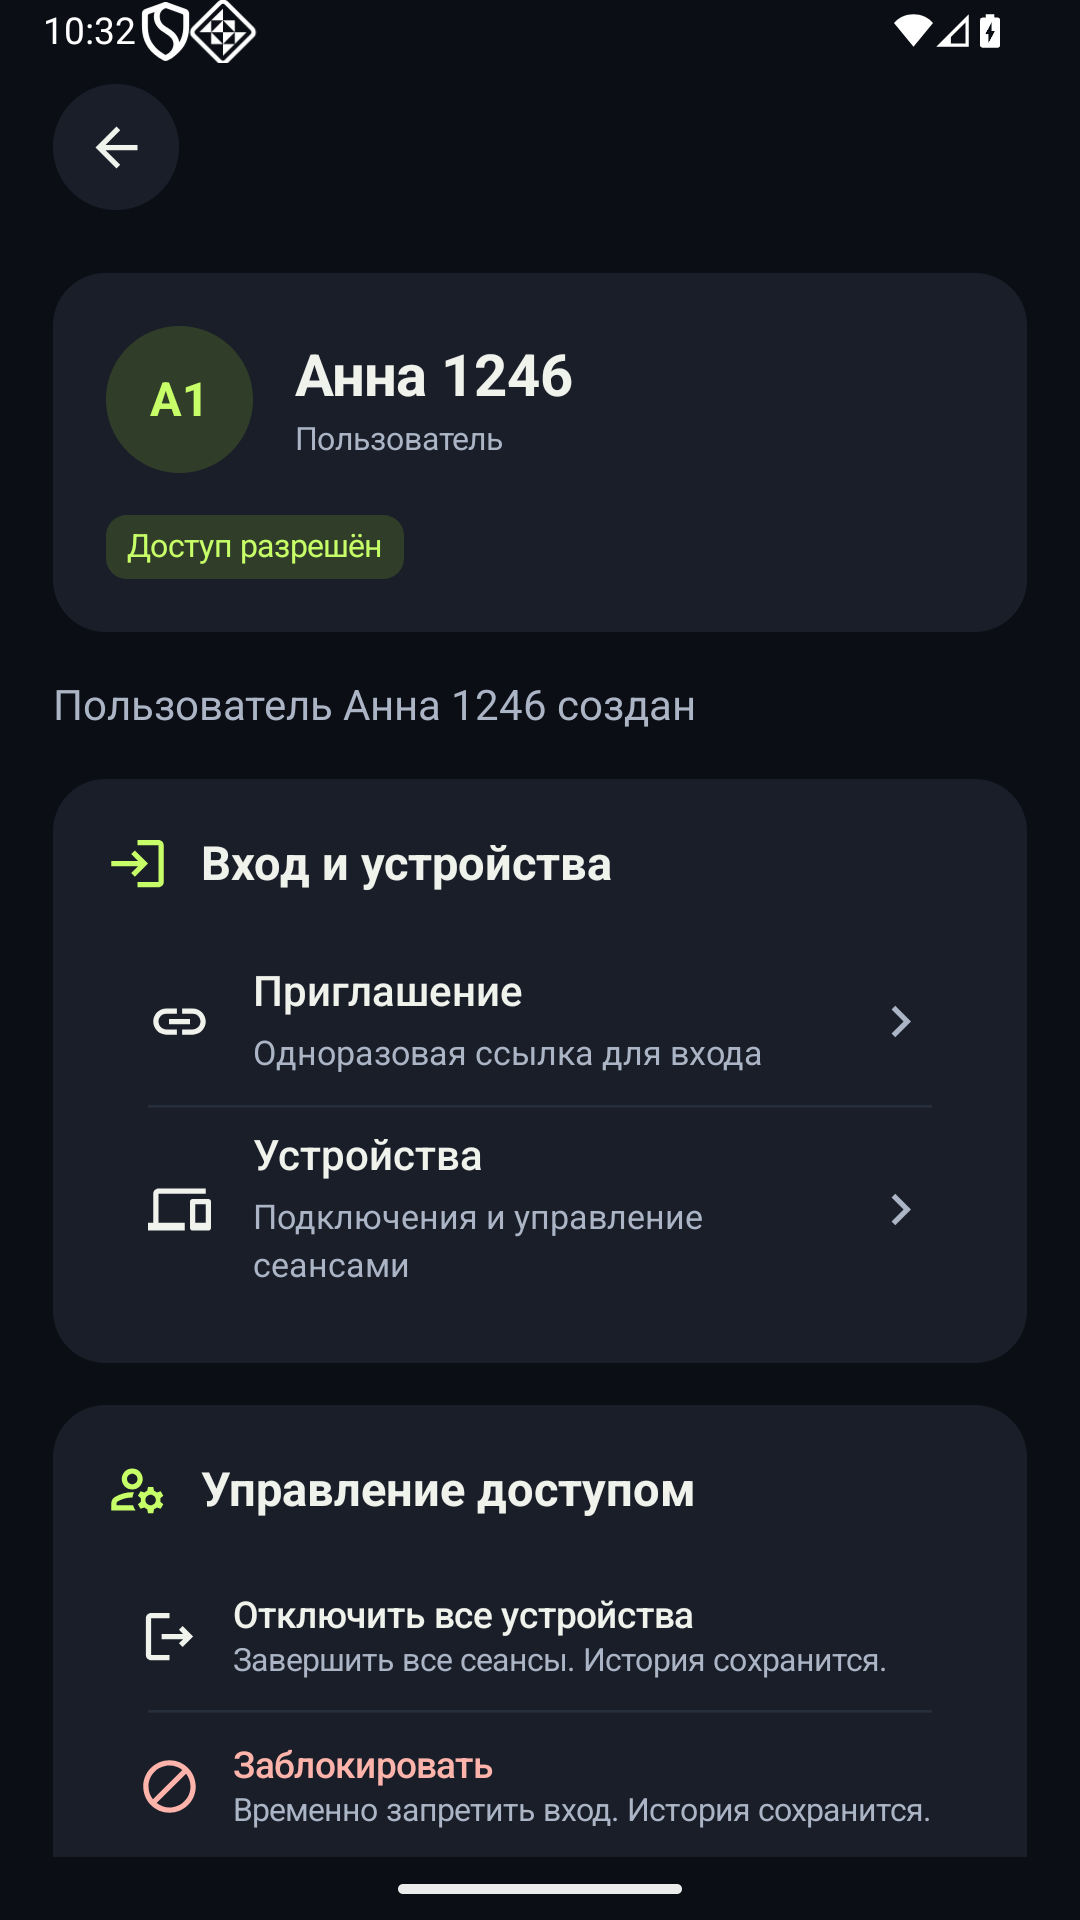 10:32
A1
Анна 1246
Пользователь
Доступ разрешён
Пользователь Анна 1246 создан
Вход и устройства
Приглашение
Одноразовая ссылка для входа
Устройства
Подключения и управление
сеансами
Управление доступом
Отключить все устройства
Завершить все сеансы. История сохранится.
Заблокировать
Временно запретить вход. История сохранится.